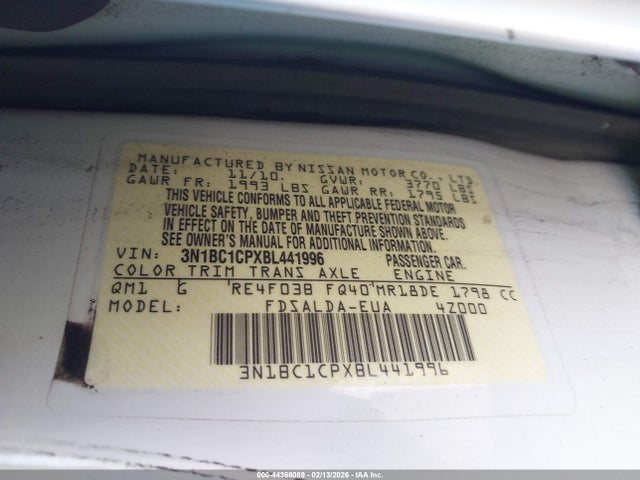 MANUFACTURED BY NISSAN MOTOR CO., LTD.
DATE: 11/10. GVWR: 3770 LBS
GAWR FR: 1993 LBS GAWR RR: 1795 LBS
THIS VEHICLE CONFORMS TO ALL APPLICABLE FEDERAL MOTOR
VEHICLE SAFETY, BUMPER AND THEFT PREVENTION STANDARDS
IN EFFECT ON THE DATE OF MANUFACTURE SHOWN ABOVE.
SEE OWNER'S MANUAL FOR ADDITIONAL INFORMATION.
VIN: 3N1BC1CPXBL441996 PASSENGER CAR.
COLOR TRIM TRANS AXLE ENGINE
QM1 G RE4F03B FQ40 MR18DE 1798 CC
MODEL: FDSALDA-EUA 4Z000
3N1BC1CPXBL441996
000-44368089 - 02/13/2026 - IAA Inc.